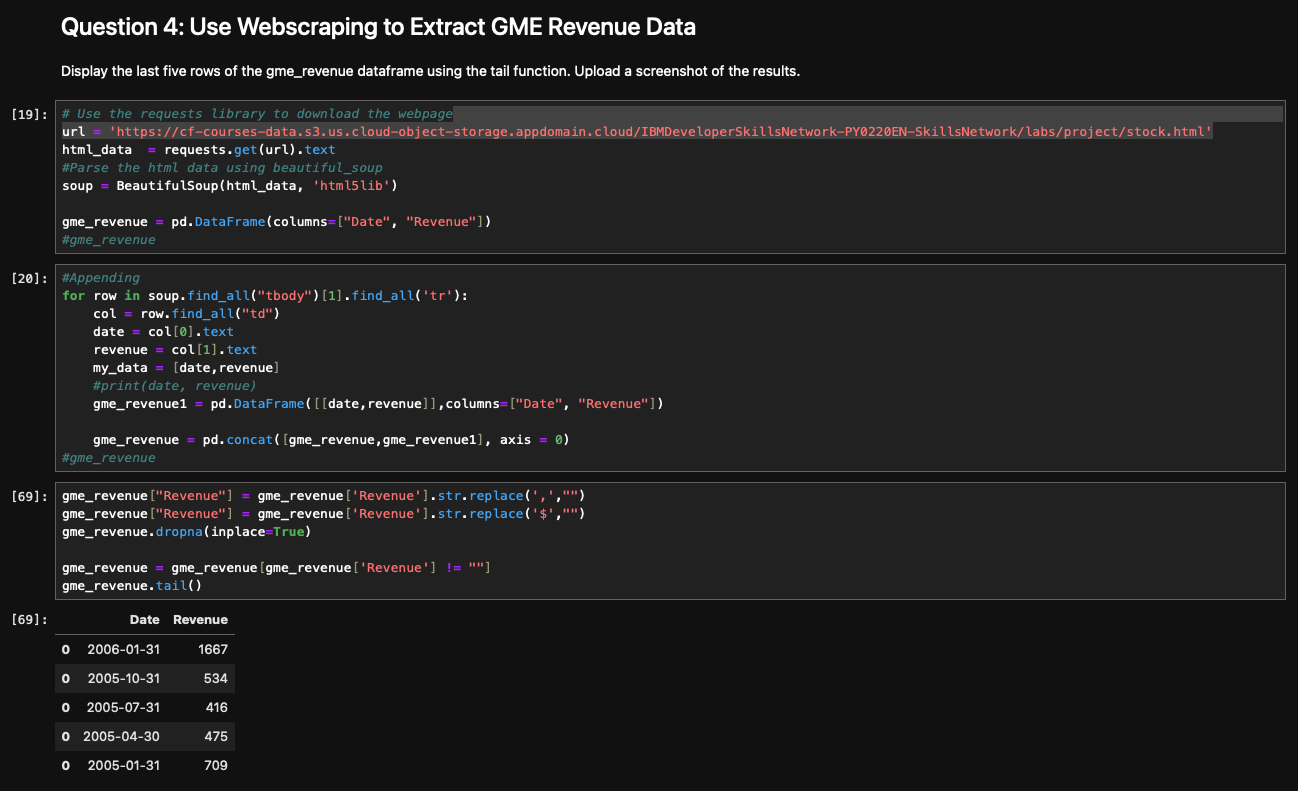 Question 4: Use Webscraping to Extract GME Revenue Data
Display the last five rows of the gme_revenue dataframe using the tail function. Upload a screenshot of the results.
[19]:
# Use the requests library to download the webpage
url = 'https://cf-courses-data.s3.us.cloud-object-storage.appdomain.cloud/IBMDeveloperSkillsNetwork-PY0220EN-SkillsNetwork/labs/project/stock.html'
html_data  = requests.get(url).text
#Parse the html data using beautiful_soup
soup = BeautifulSoup(html_data, 'html5lib')
gme_revenue = pd.DataFrame(columns=["Date", "Revenue"])
#gme_revenue
[20]:
#Appending
for row in soup.find_all("tbody")[1].find_all('tr'):
    col = row.find_all("td")
    date = col[0].text
    revenue = col[1].text
    my_data = [date,revenue]
    #print(date, revenue)
    gme_revenue1 = pd.DataFrame([[date,revenue]],columns=["Date", "Revenue"])
    gme_revenue = pd.concat([gme_revenue,gme_revenue1], axis = 0)
#gme_revenue
[69]:
gme_revenue["Revenue"] = gme_revenue['Revenue'].str.replace(',',"")
gme_revenue["Revenue"] = gme_revenue['Revenue'].str.replace('$',"")
gme_revenue.dropna(inplace=True)
gme_revenue = gme_revenue[gme_revenue['Revenue'] != ""]
gme_revenue.tail()
[69]:
Date Revenue
0 2006-01-31 1667
0 2005-10-31 534
0 2005-07-31 416
0 2005-04-30 475
0 2005-01-31 709